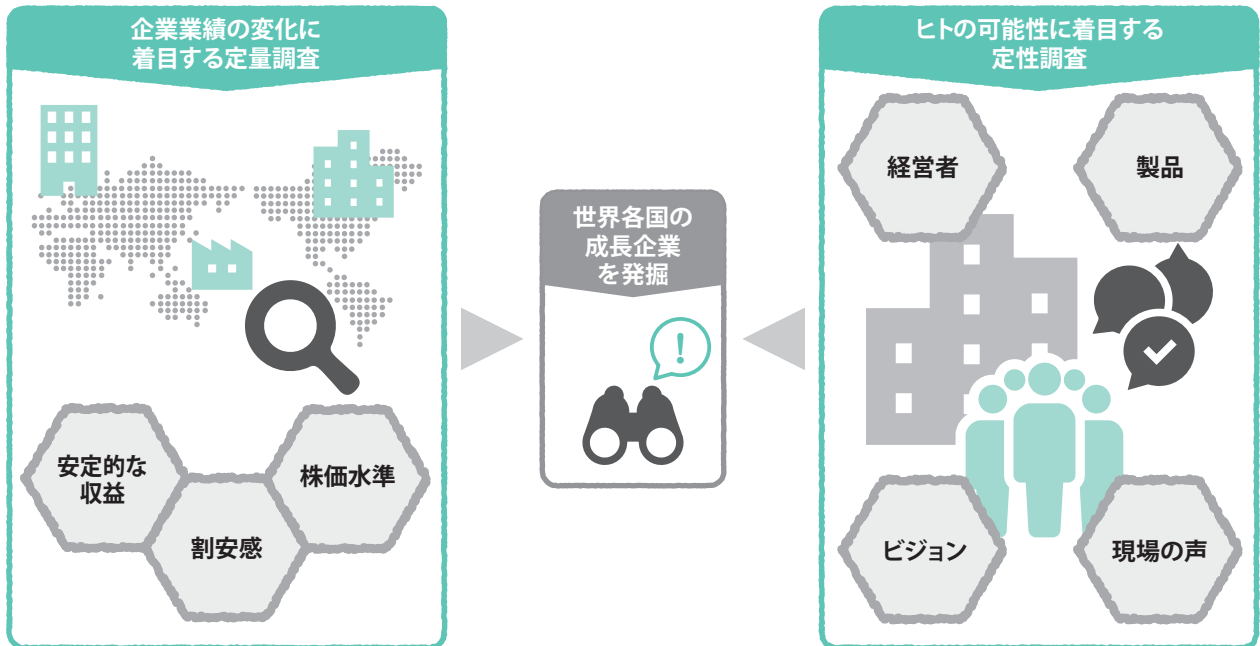 企業業績の変化に
着目する定量調査
安定的な
収益
割安感
株価水準
世界各国の
成長企業
を発掘
!
ヒトの可能性に着目する
定性調査
経営者
製品
ビジョン
現場の声